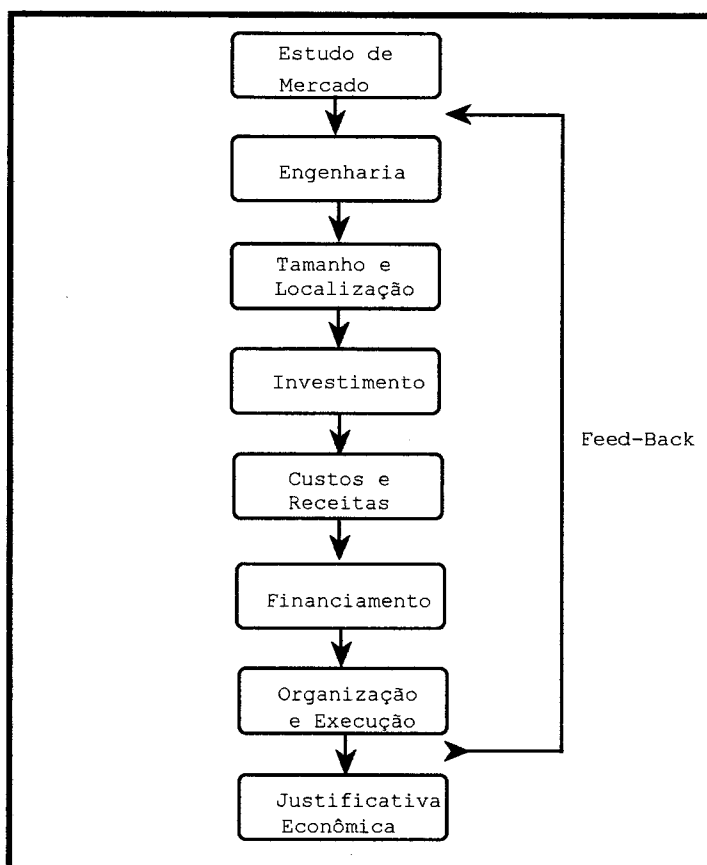 Estudo de
Mercado
Engenharia
Tamanho e
Localização
Investimento
Feed-Back
Custos e
Receitas
Financiamento
Organização
e Execução
Justificativa
Econômica